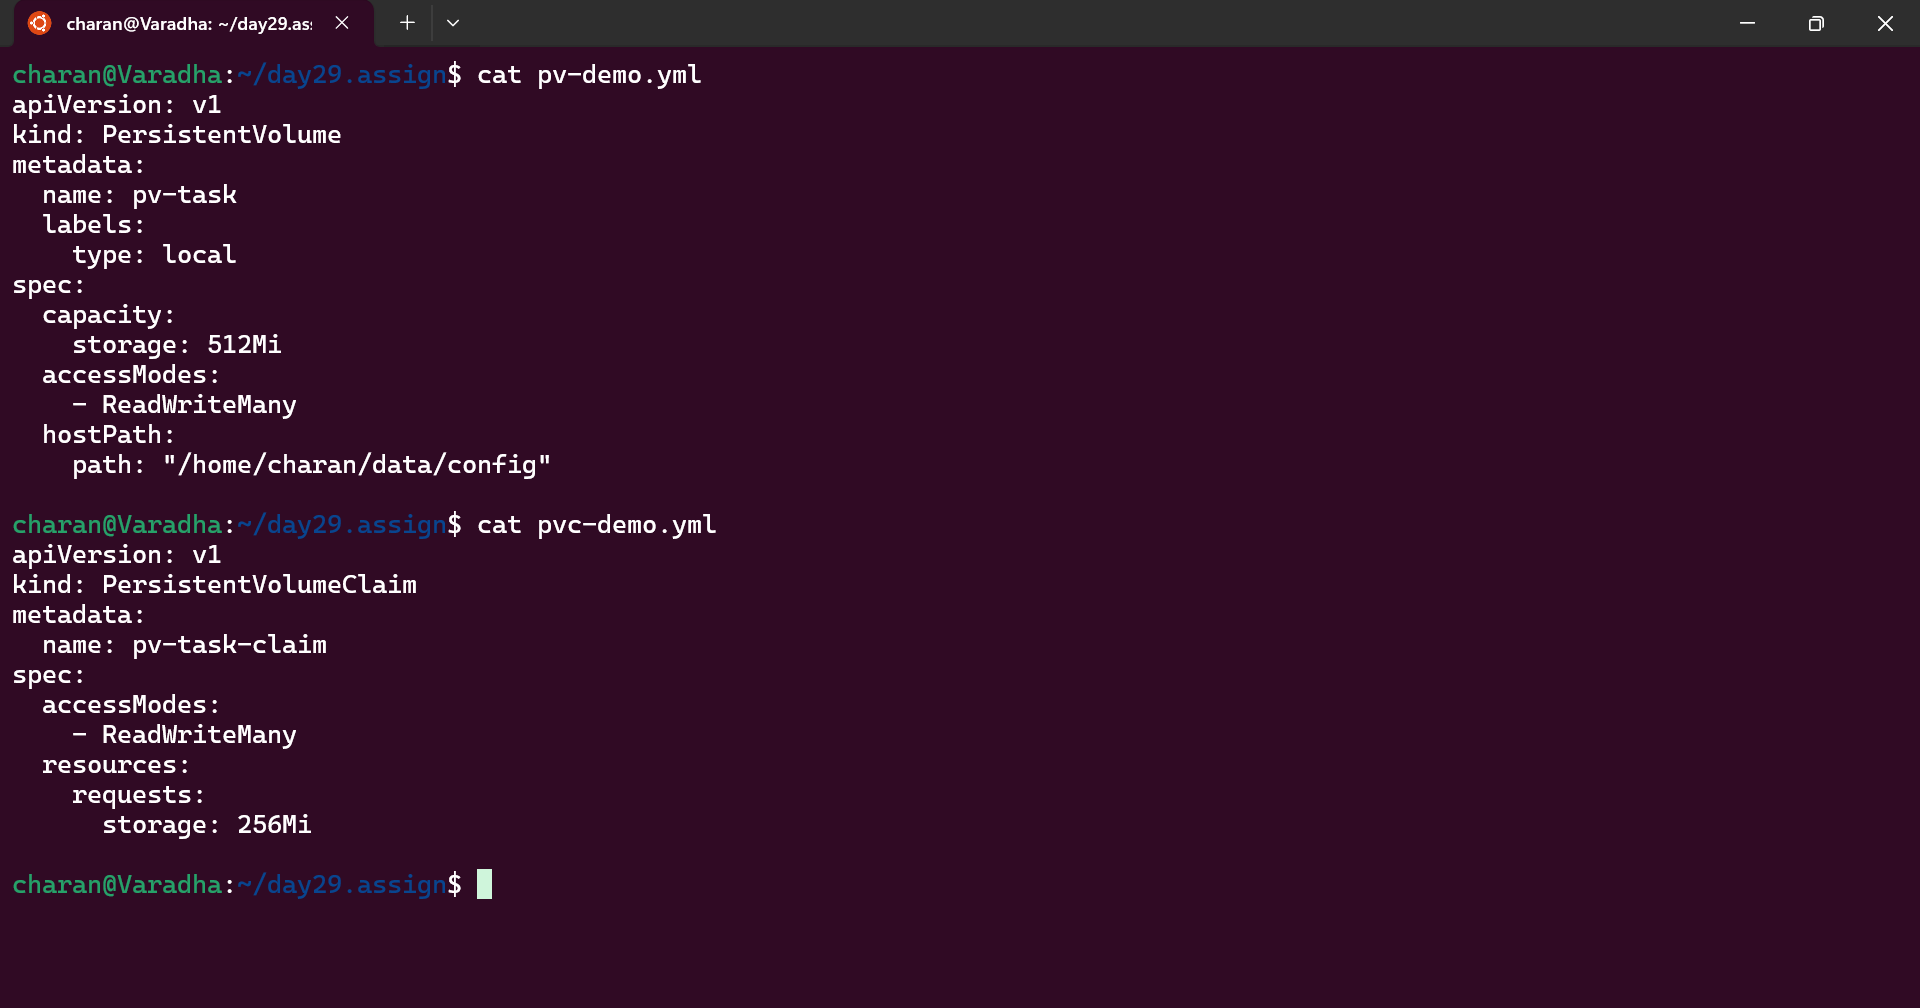 charan@Varadha: ~/day29.as
charan@Varadha:~/day29.assign$ cat pv-demo.yml
apiVersion: v1
kind: PersistentVolume
metadata:
  name: pv-task
  labels:
    type: local
spec:
  capacity:
    storage: 512Mi
  accessModes:
    - ReadWriteMany
  hostPath:
    path: "/home/charan/data/config"
charan@Varadha:~/day29.assign$ cat pvc-demo.yml
apiVersion: v1
kind: PersistentVolumeClaim
metadata:
  name: pv-task-claim
spec:
  accessModes:
    - ReadWriteMany
  resources:
    requests:
      storage: 256Mi
charan@Varadha:~/day29.assign$